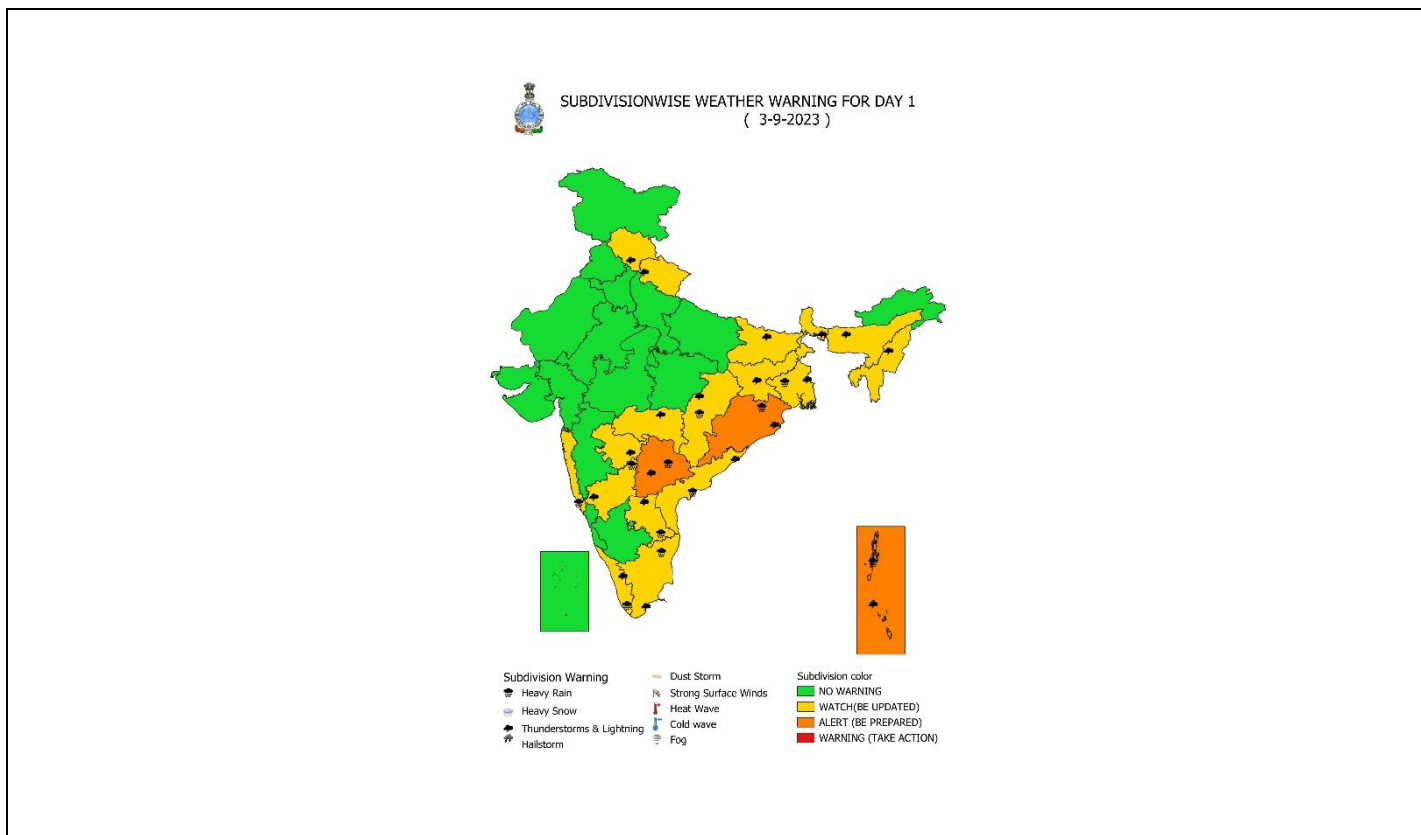 SUBDIVISIONWISE WEATHER WARNING FOR DAY 1
( 3-9-2023 )
Subdivision Warning
Heavy Rain
Heavy Snow
Thunderstorms & Lightning
Hailstorm
Dust Storm
Strong Surface Winds
Heat Wave
Cold wave
Fog
Subdivision color
NO WARNING
WATCH(BE UPDATED)
ALERT (BE PREPARED)
WARNING (TAKE ACTION)